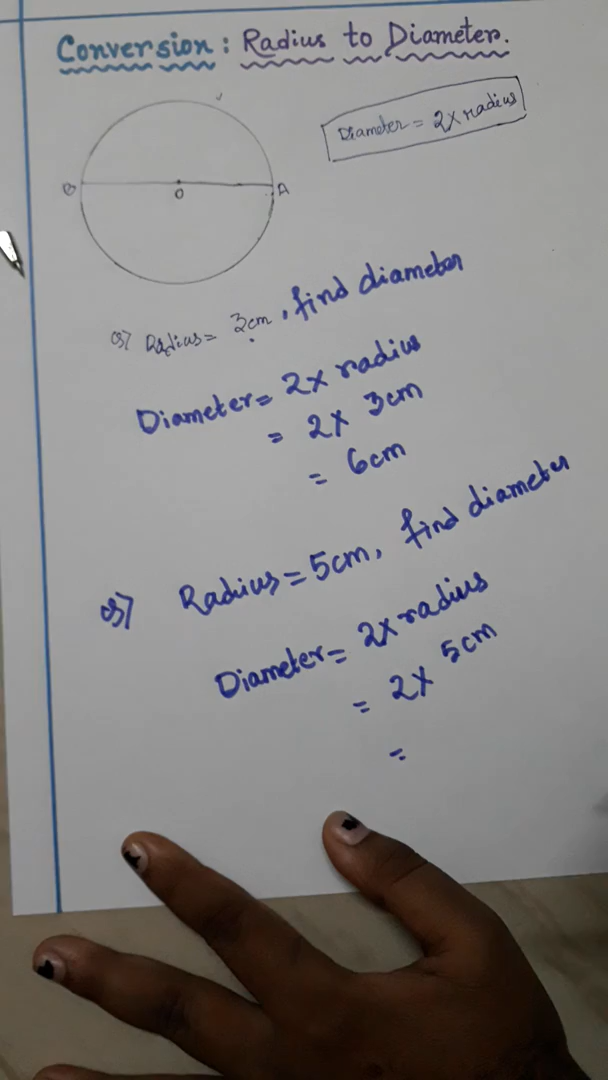 Conversion: Radius to Diameter.
Diameter = 2x radius
B O A
Radius = 3cm, find diameter
Diameter = 2x radius
= 2x 3cm
= 6cm
Radius = 5cm, find diameter
Diameter = 2x radius
= 2x 5cm
=